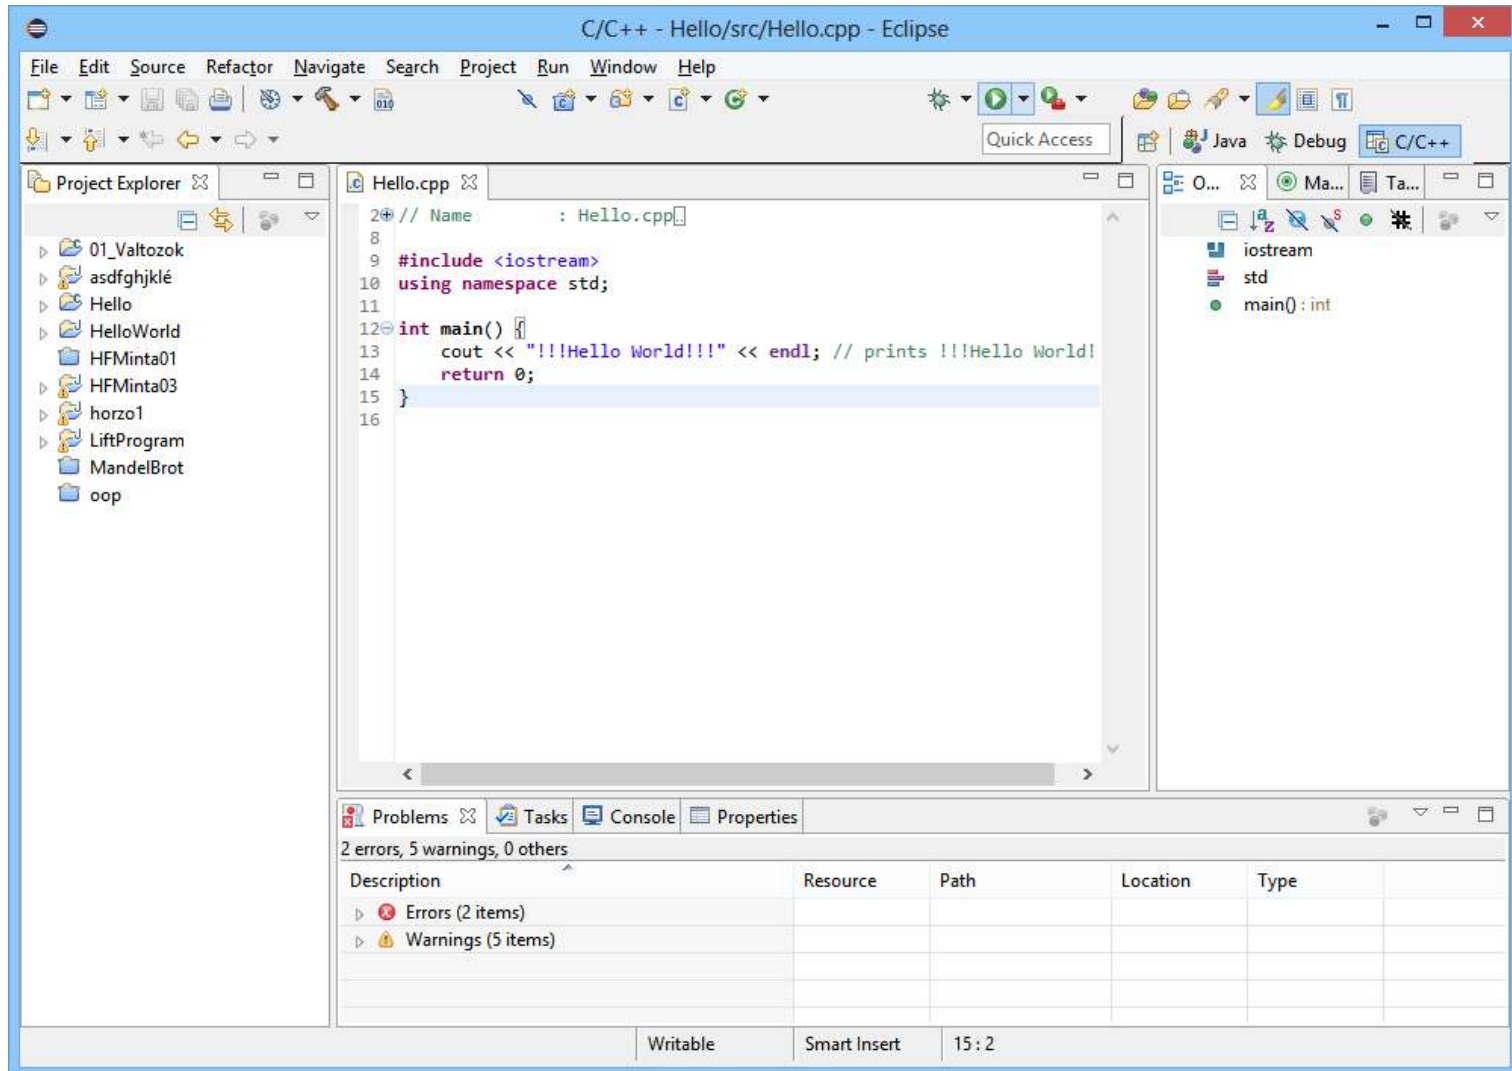 C/C++ - Hello/src/Hello.cpp - Eclipse
File Edit Source Refactor Navigate Search Project Run Window Help
010
Quick Access Java Debug C/C++
Project Explorer
01_Valtozok
asdfghjklé
Hello
HelloWorld
HFMinta01
HFMinta03
horzo1
LiftProgram
MandelBrot
oop
Hello.cpp
2 // Name : Hello.cpp
8
9 #include <iostream>
10 using namespace std;
11
12 int main() {
13 cout << "!!!Hello World!!!" << endl; // prints !!!Hello World!
14 return 0;
15 }
16
O... Ma... Ta...
iostream
std
main() : int
Problems Tasks Console Properties
2 errors, 5 warnings, 0 others
Description Resource Path Location Type
Errors (2 items)
Warnings (5 items)
Writable Smart Insert 15 : 2